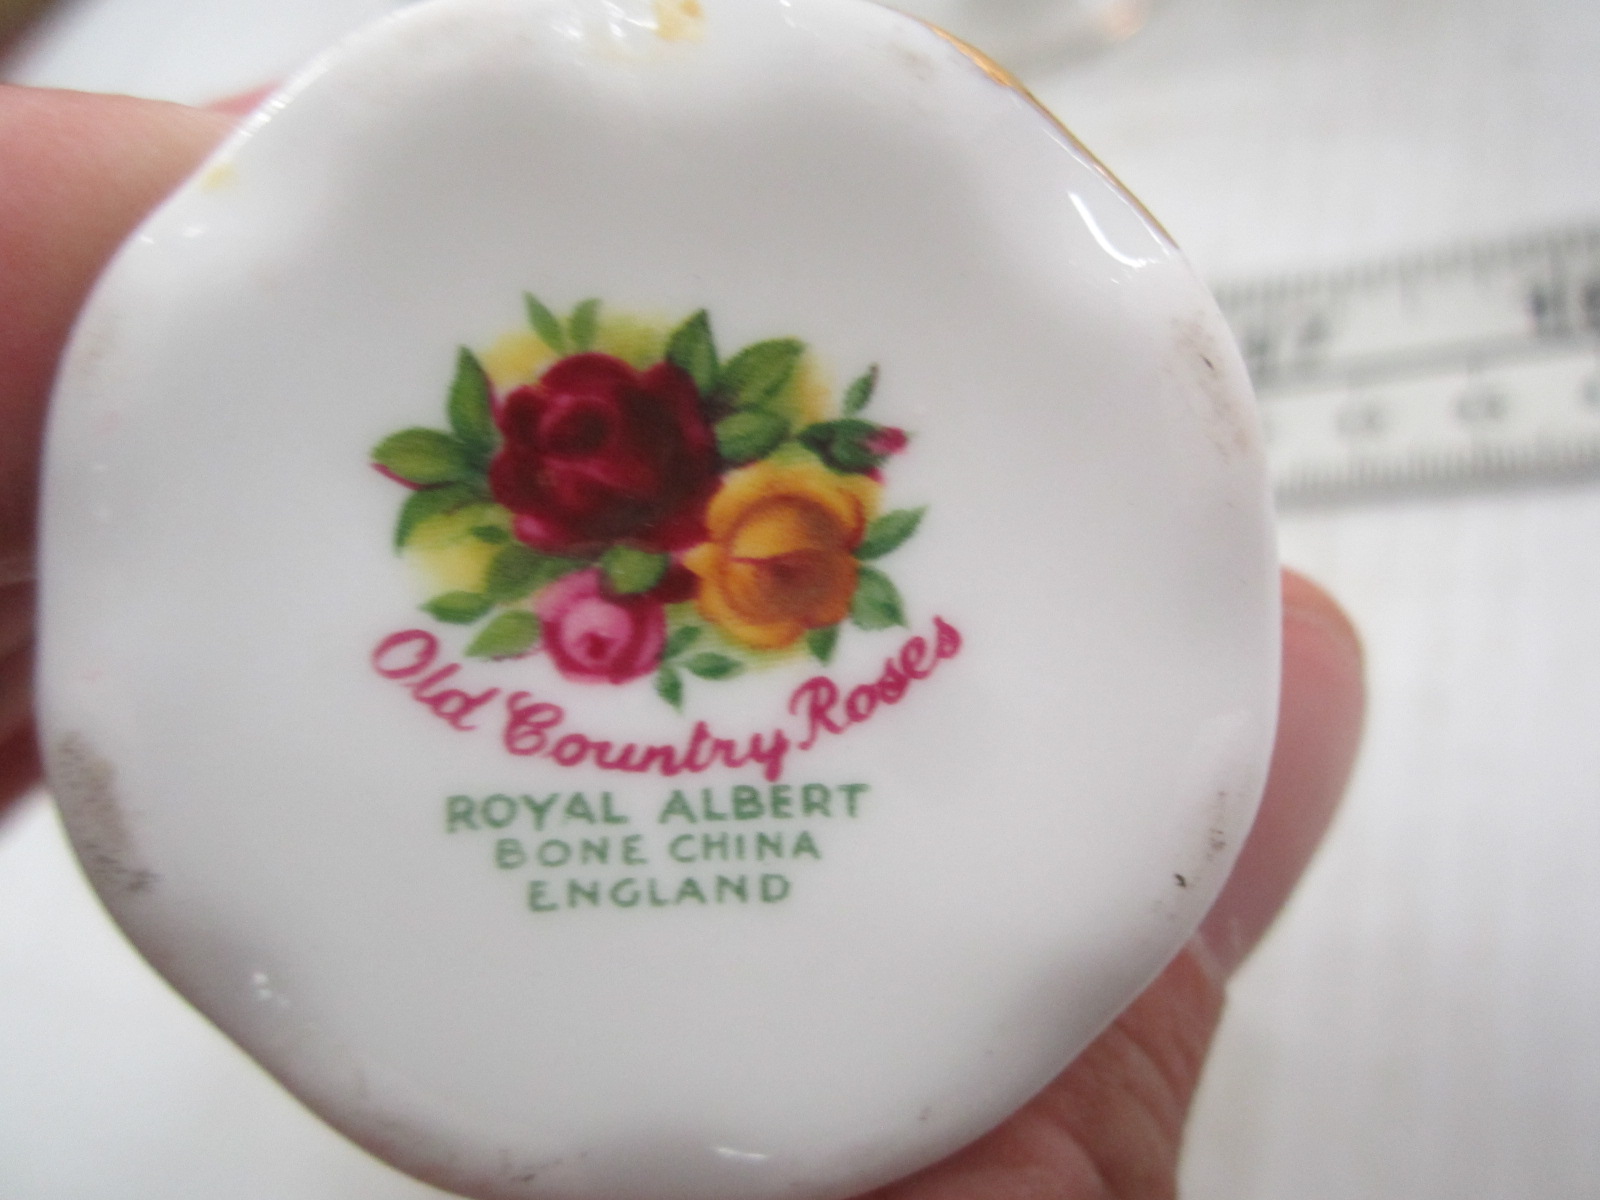 Old Country Roses
ROYAL ALBERT
BONE CHINA
ENGLAND